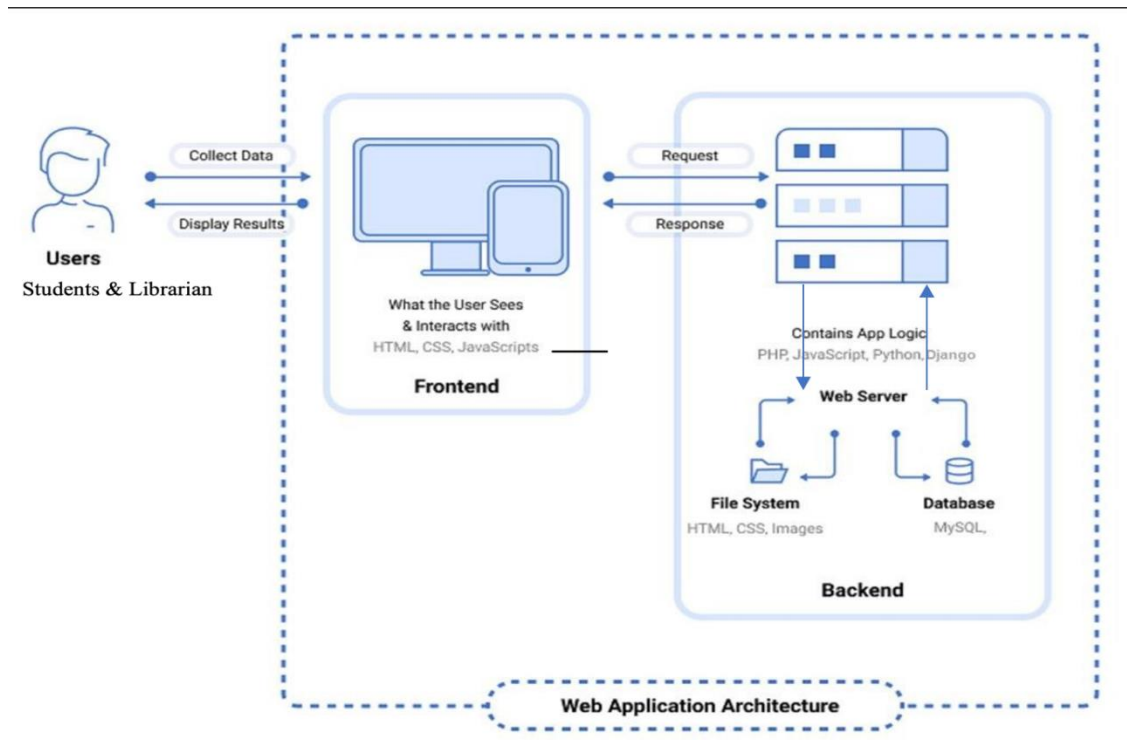 Collect Data
Display Results
Users
Students & Librarian
What the User Sees
& Interacts with
HTML, CSS, JavaScripts
Frontend
Request
Response
Contains App Logic
PHP, JavaScript, Python, Django
Web Server
File System
HTML, CSS, Images
Database
MySQL,
Backend
Web Application Architecture